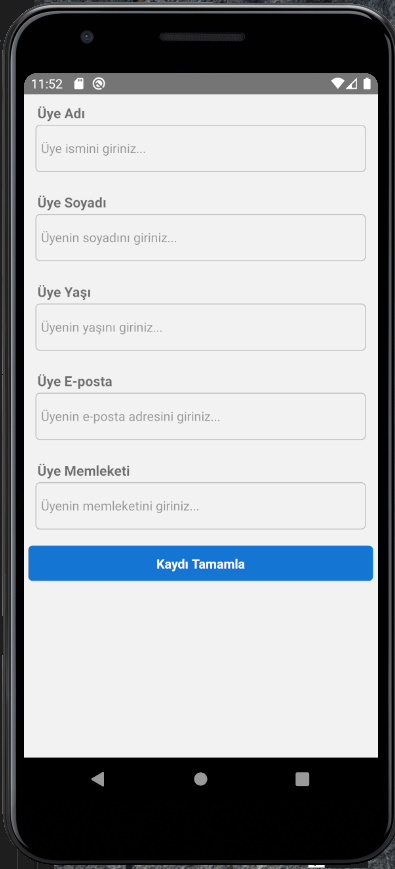 11:52
Üye Adı
Üye ismini giriniz...
Üye Soyadı
Üyenin soyadını giriniz...
Üye Yaşı
Üyenin yaşını giriniz...
Üye E-posta
Üyenin e-posta adresini giriniz...
Üye Memleketi
Üyenin memleketini giriniz...
Kaydı Tamamla